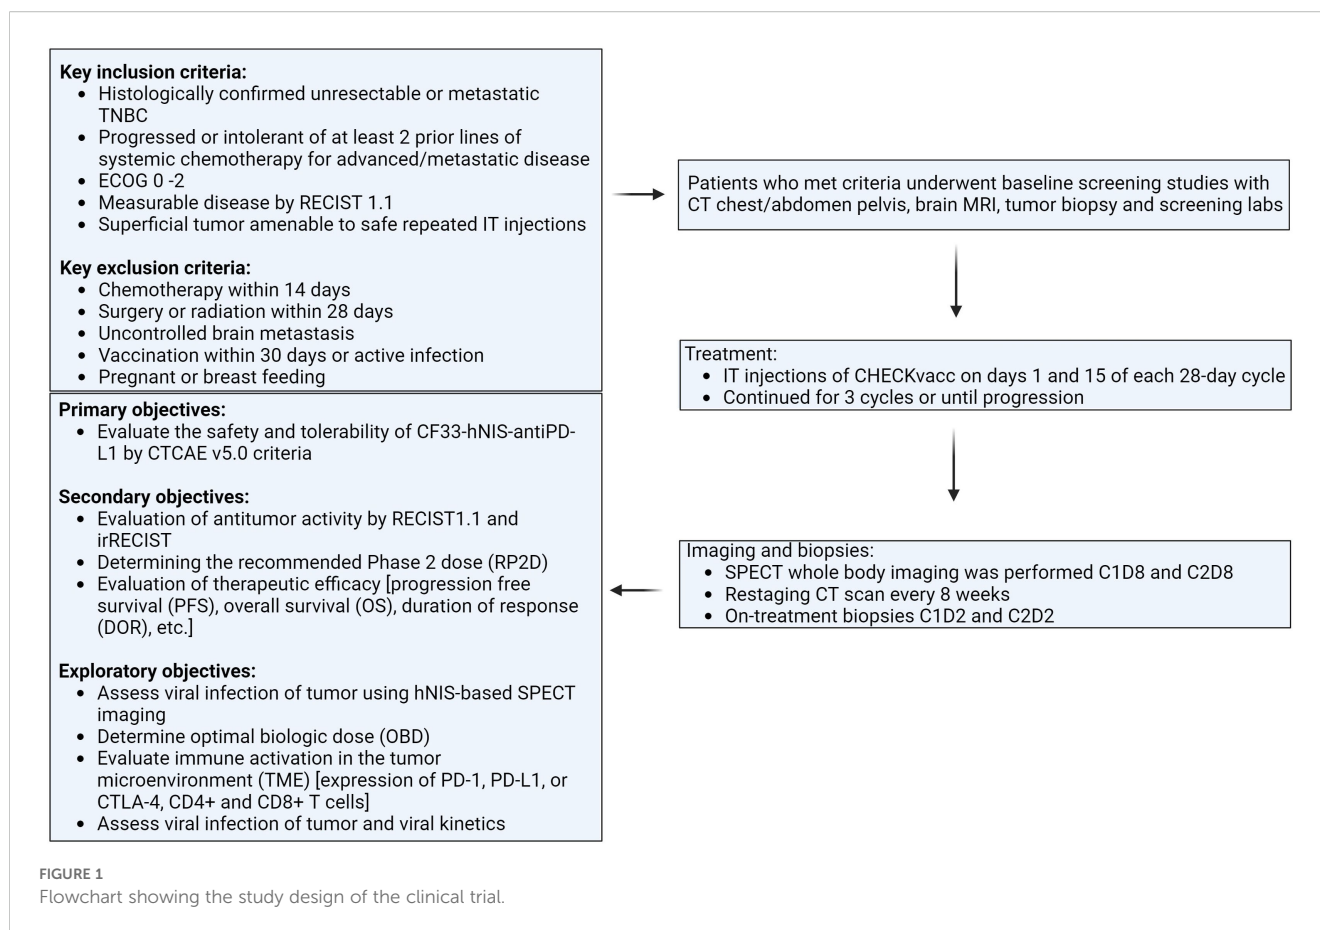 Key inclusion criteria:
• Histologically confirmed unresectable or metastatic
TNBC
• Progressed or intolerant of at least 2 prior lines of
systemic chemotherapy for advanced/metastatic disease
• ECOG 0 -2
• Measurable disease by RECIST 1.1
• Superficial tumor amenable to safe repeated IT injections
Key exclusion criteria:
• Chemotherapy within 14 days
• Surgery or radiation within 28 days
• Uncontrolled brain metastasis
• Vaccination within 30 days or active infection
• Pregnant or breast feeding
Patients who met criteria underwent baseline screening studies with
CT chest/abdomen pelvis, brain MRI, tumor biopsy and screening labs
Treatment:
• IT injections of CHECKvacc on days 1 and 15 of each 28-day cycle
• Continued for 3 cycles or until progression
Imaging and biopsies:
• SPECT whole body imaging was performed C1D8 and C2D8
• Restaging CT scan every 8 weeks
• On-treatment biopsies C1D2 and C2D2
Primary objectives:
• Evaluate the safety and tolerability of CF33-hNIS-antiPD-
L1 by CTCAE v5.0 criteria
Secondary objectives:
• Evaluation of antitumor activity by RECIST1.1 and
irRECIST
• Determining the recommended Phase 2 dose (RP2D)
• Evaluation of therapeutic efficacy [progression free
survival (PFS), overall survival (OS), duration of response
(DOR), etc.]
Exploratory objectives:
• Assess viral infection of tumor using hNIS-based SPECT
imaging
• Determine optimal biologic dose (OBD)
• Evaluate immune activation in the tumor
microenvironment (TME) [expression of PD-1, PD-L1, or
CTLA-4, CD4+ and CD8+ T cells]
• Assess viral infection of tumor and viral kinetics
FIGURE 1
Flowchart showing the study design of the clinical trial.